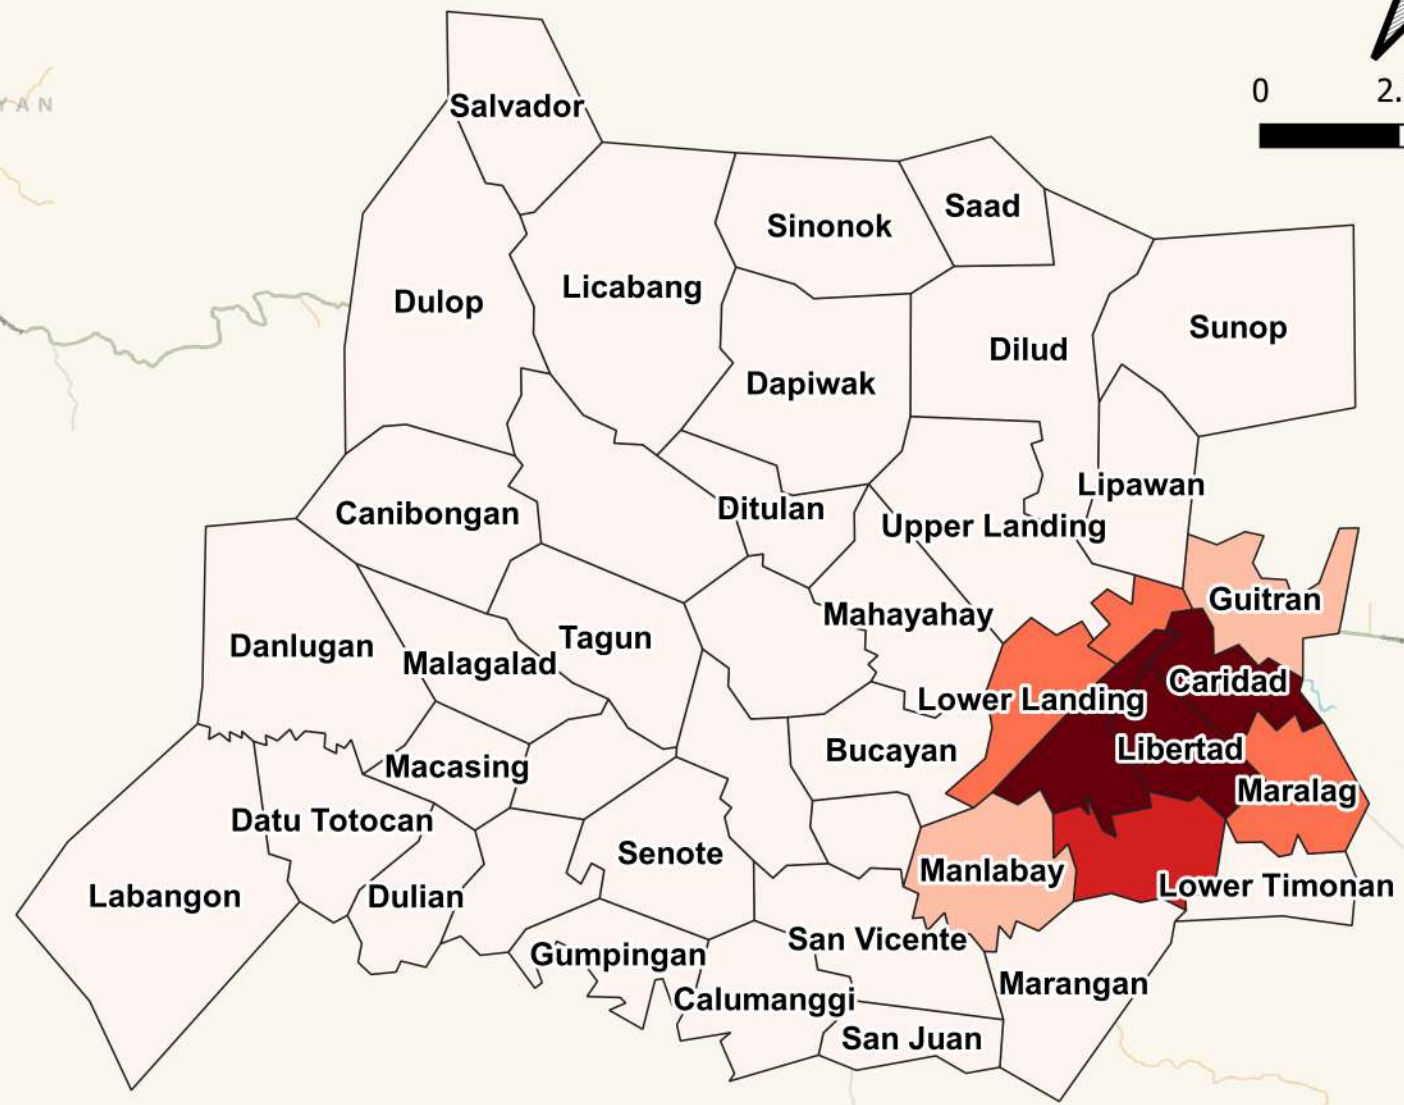 YAN
0 2.
Salvador
Saad
Sinonok
Licabang
Dulop
Sunop
Dilud
Dapiwak
Lipawan
Canibongan
Ditulan
Upper Landing
Guitran
Mahayahay
Tagun
Danlugan
Malagalad
Caridad
Lower Landing
Libertad
Bucayan
Macasing
Maralag
Datu Totocan
Senote
Manlabay
Lower Timonan
Labangon
Dulian
San Vicente
Gumpingan
Marangan
Calumanggi
San Juan